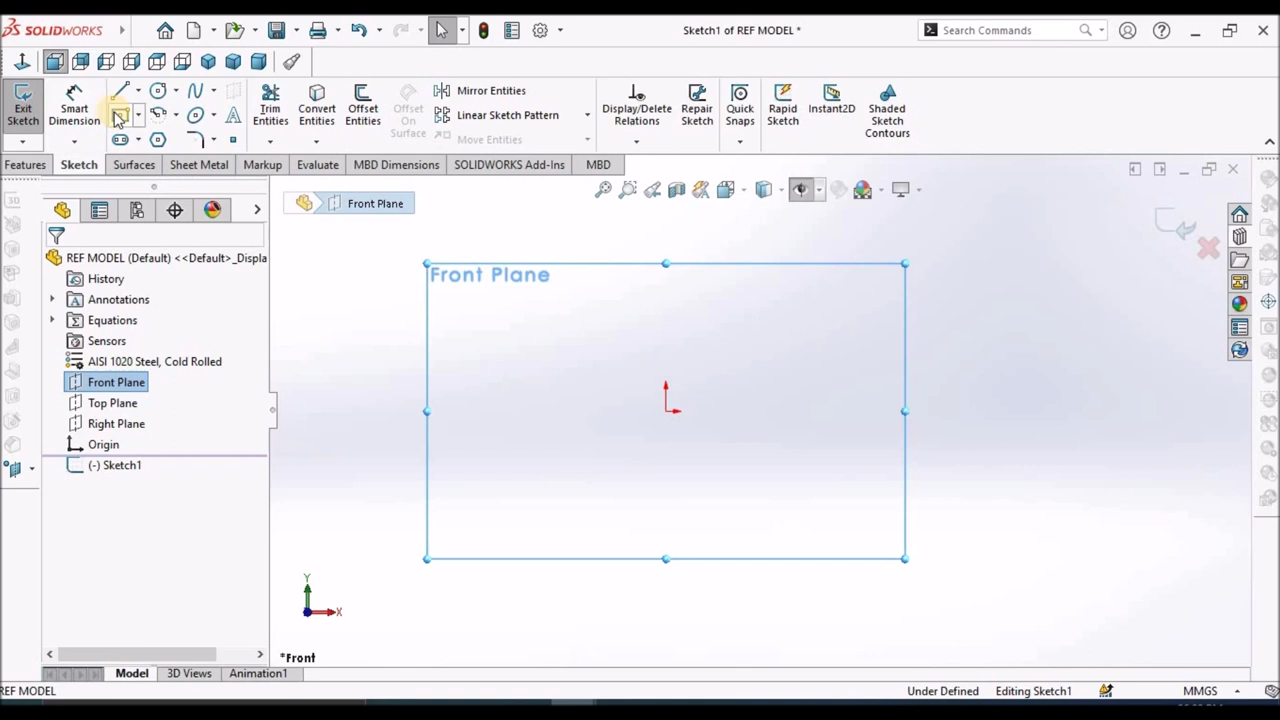 SOLIDWORKS
Sketch1 of REF MODEL *
Search Commands
Exit Sketch
Smart Dimension
Trim Entities
Convert Entities
Offset Entities
Offset On Surface
Mirror Entities
Linear Sketch Pattern
Move Entities
Display/Delete Relations
Repair Sketch
Quick Snaps
Rapid Sketch
Instant2D
Shaded Sketch Contours
Features
Sketch
Surfaces
Sheet Metal
Markup
Evaluate
MBD Dimensions
SOLIDWORKS Add-Ins
MBD
Front Plane
REF MODEL (Default) <<Default>_Displa
History
Annotations
Equations
Sensors
AISI 1020 Steel, Cold Rolled
Front Plane
Top Plane
Right Plane
Origin
(-) Sketch1
Front Plane
Y
X
*Front
Model
3D Views
Animation1
REF MODEL
Under Defined
Editing Sketch1
MMGS